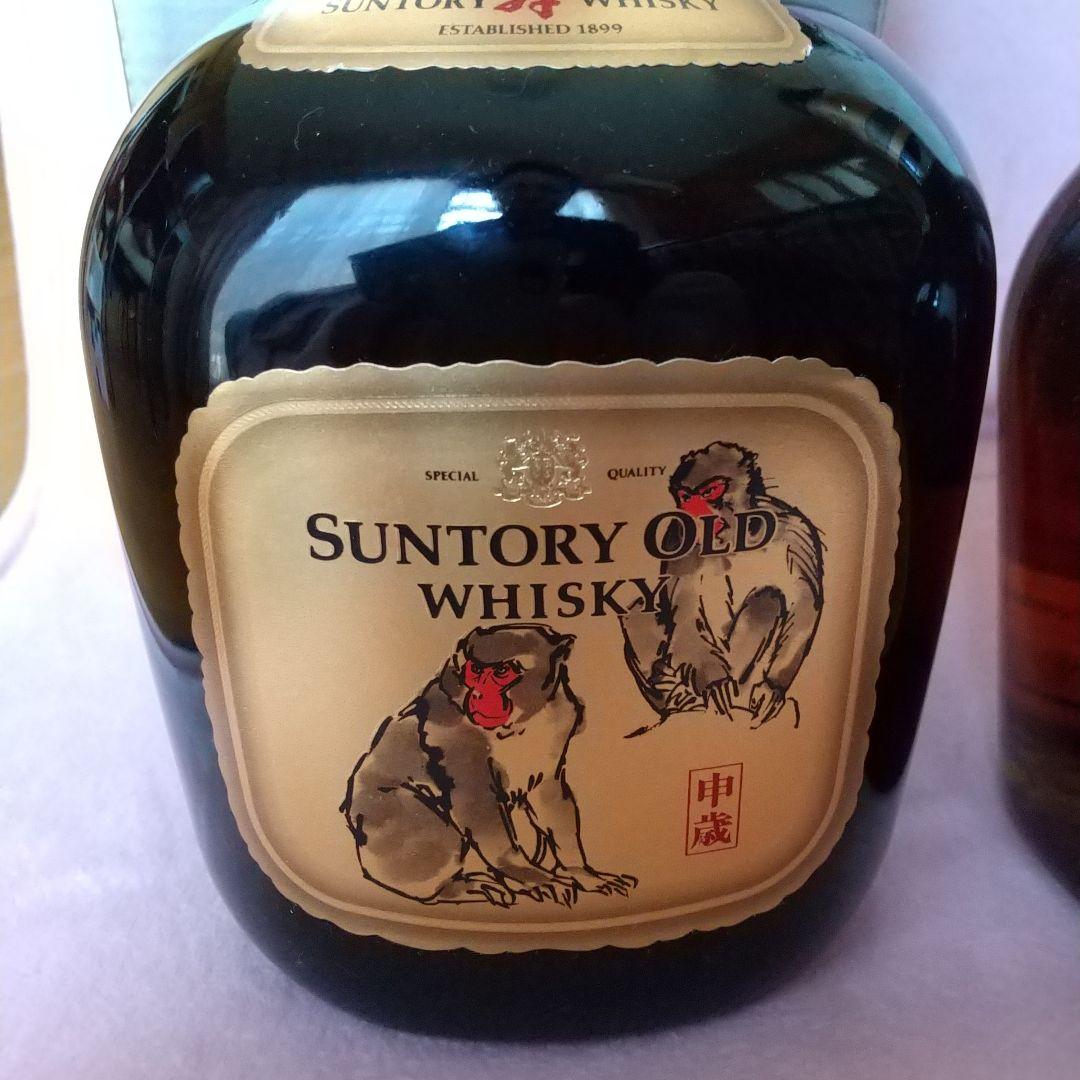 SUNTORY WHISKY
ESTABLISHED 1899
SPECIAL QUALITY
SUNTORY OLD
WHISKY
申歳